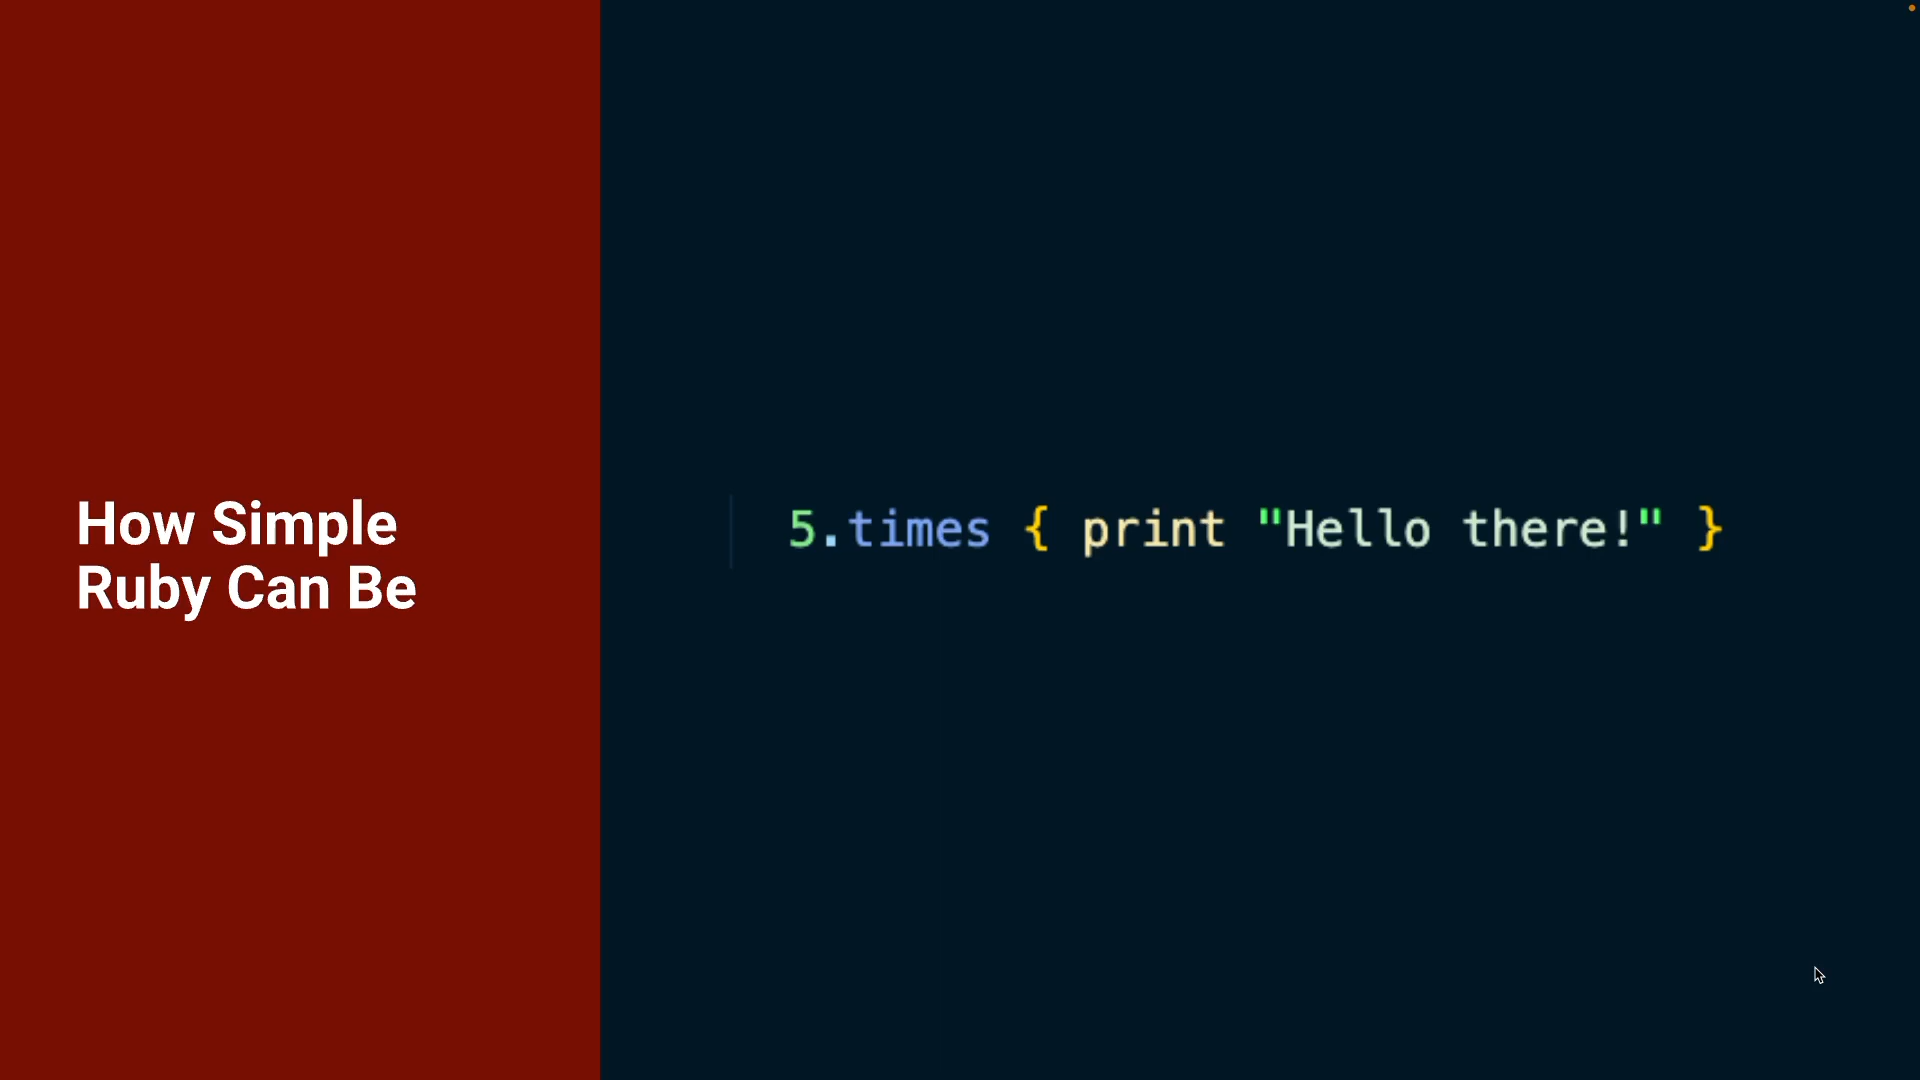 How Simple
Ruby Can Be
5.times { print "Hello there!" }